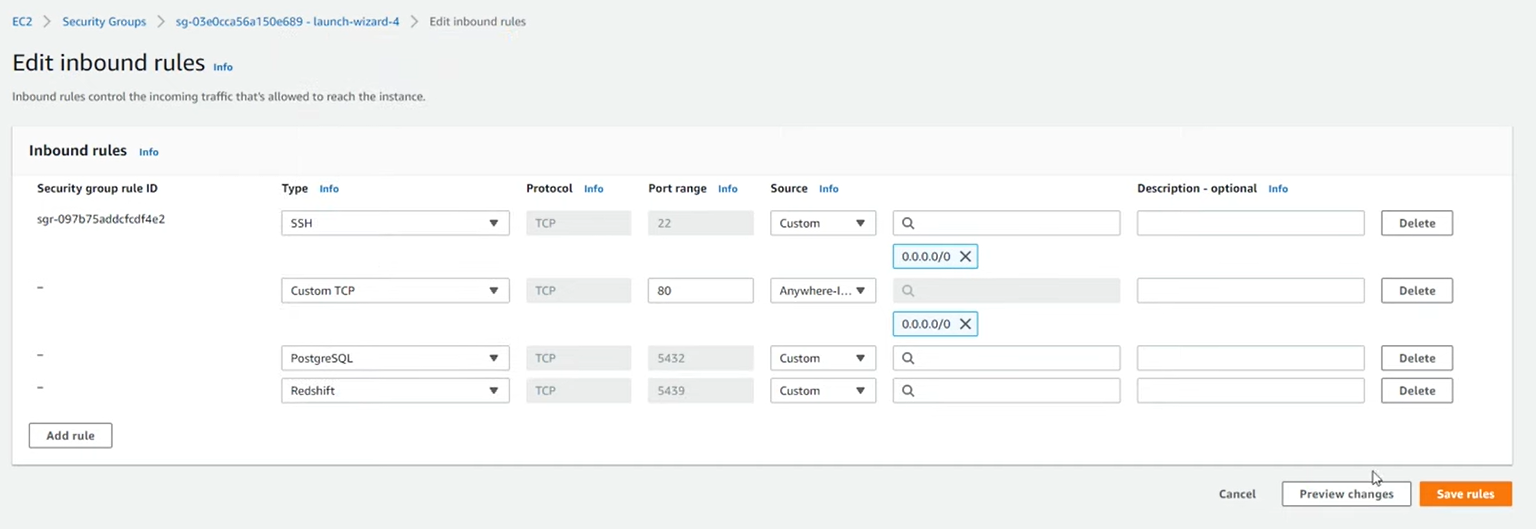 EC2 > Security Groups > sg-03e0cca56a150e689 - launch-wizard-4 > Edit inbound rules
Edit inbound rules Info
Inbound rules control the incoming traffic that's allowed to reach the instance.
Inbound rules Info
Security group rule ID Type Info Protocol Info Port range Info Source Info Description - optional Info
sgr-097b75addcfcdf4e2 SSH TCP 22 Custom Delete
0.0.0.0/0
– Custom TCP TCP 80 Anywhere-I... Delete
0.0.0.0/0
– PostgreSQL TCP 5432 Custom Delete
– Redshift TCP 5439 Custom Delete
Add rule
Cancel Preview changes Save rules